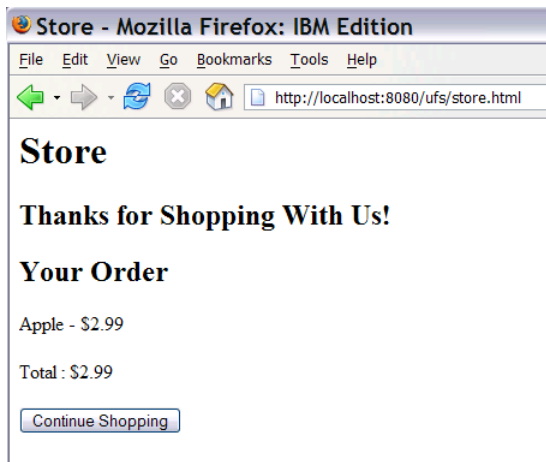 Store - Mozilla Firefox: IBM Edition
File Edit View Go Bookmarks Tools Help
http://localhost:8080/ufs/store.html
Store
Thanks for Shopping With Us!
Your Order
Apple - $2.99
Total : $2.99
Continue Shopping